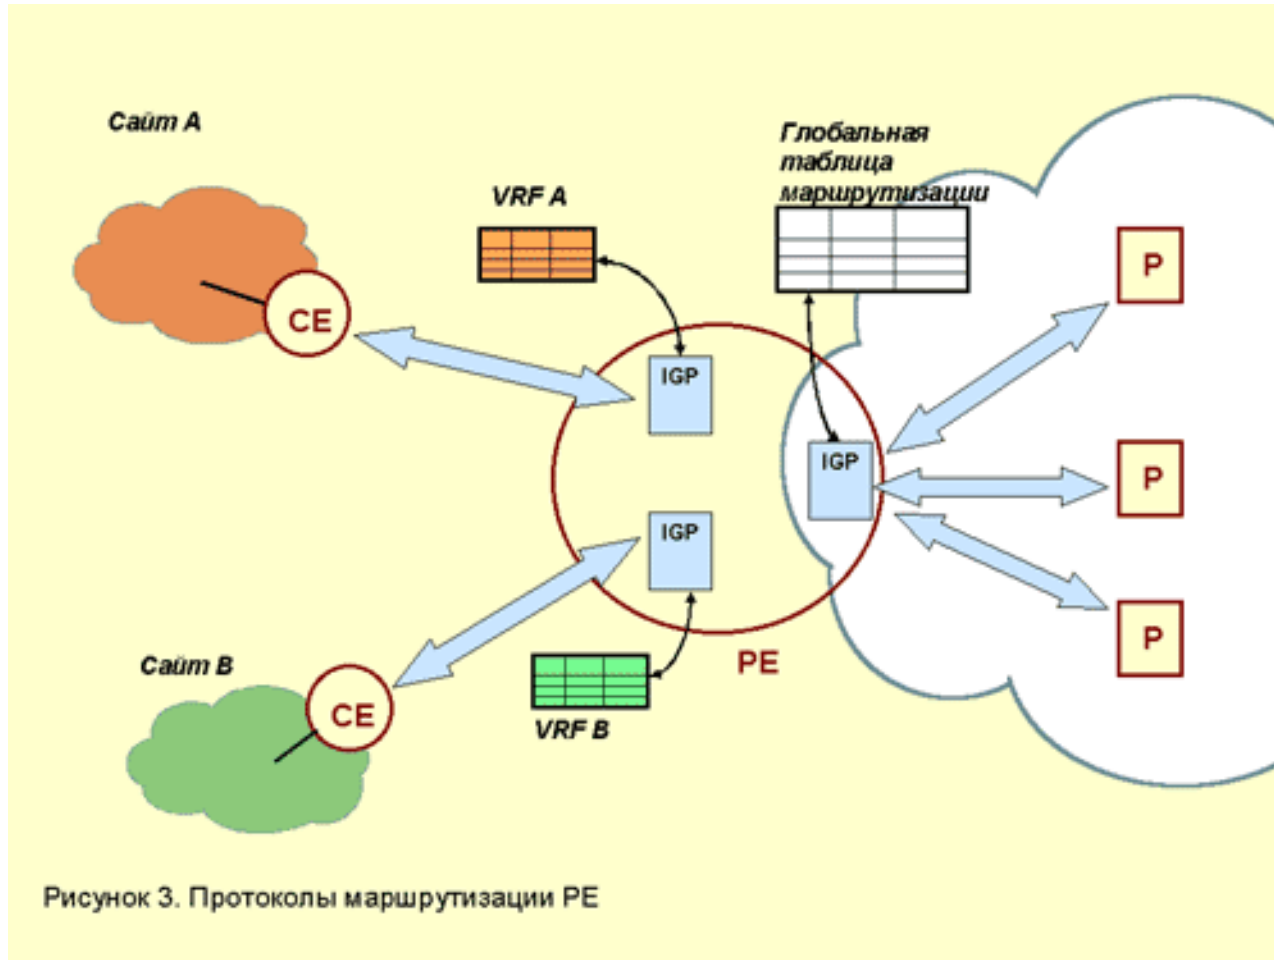 Сайт А
Глобальная
таблица
маршрутизации
VRF A
P
CE
IGP
IGP
P
IGP
P
PE
Сайт В
CE
VRF B
Рисунок 3. Протоколы маршрутизации PE